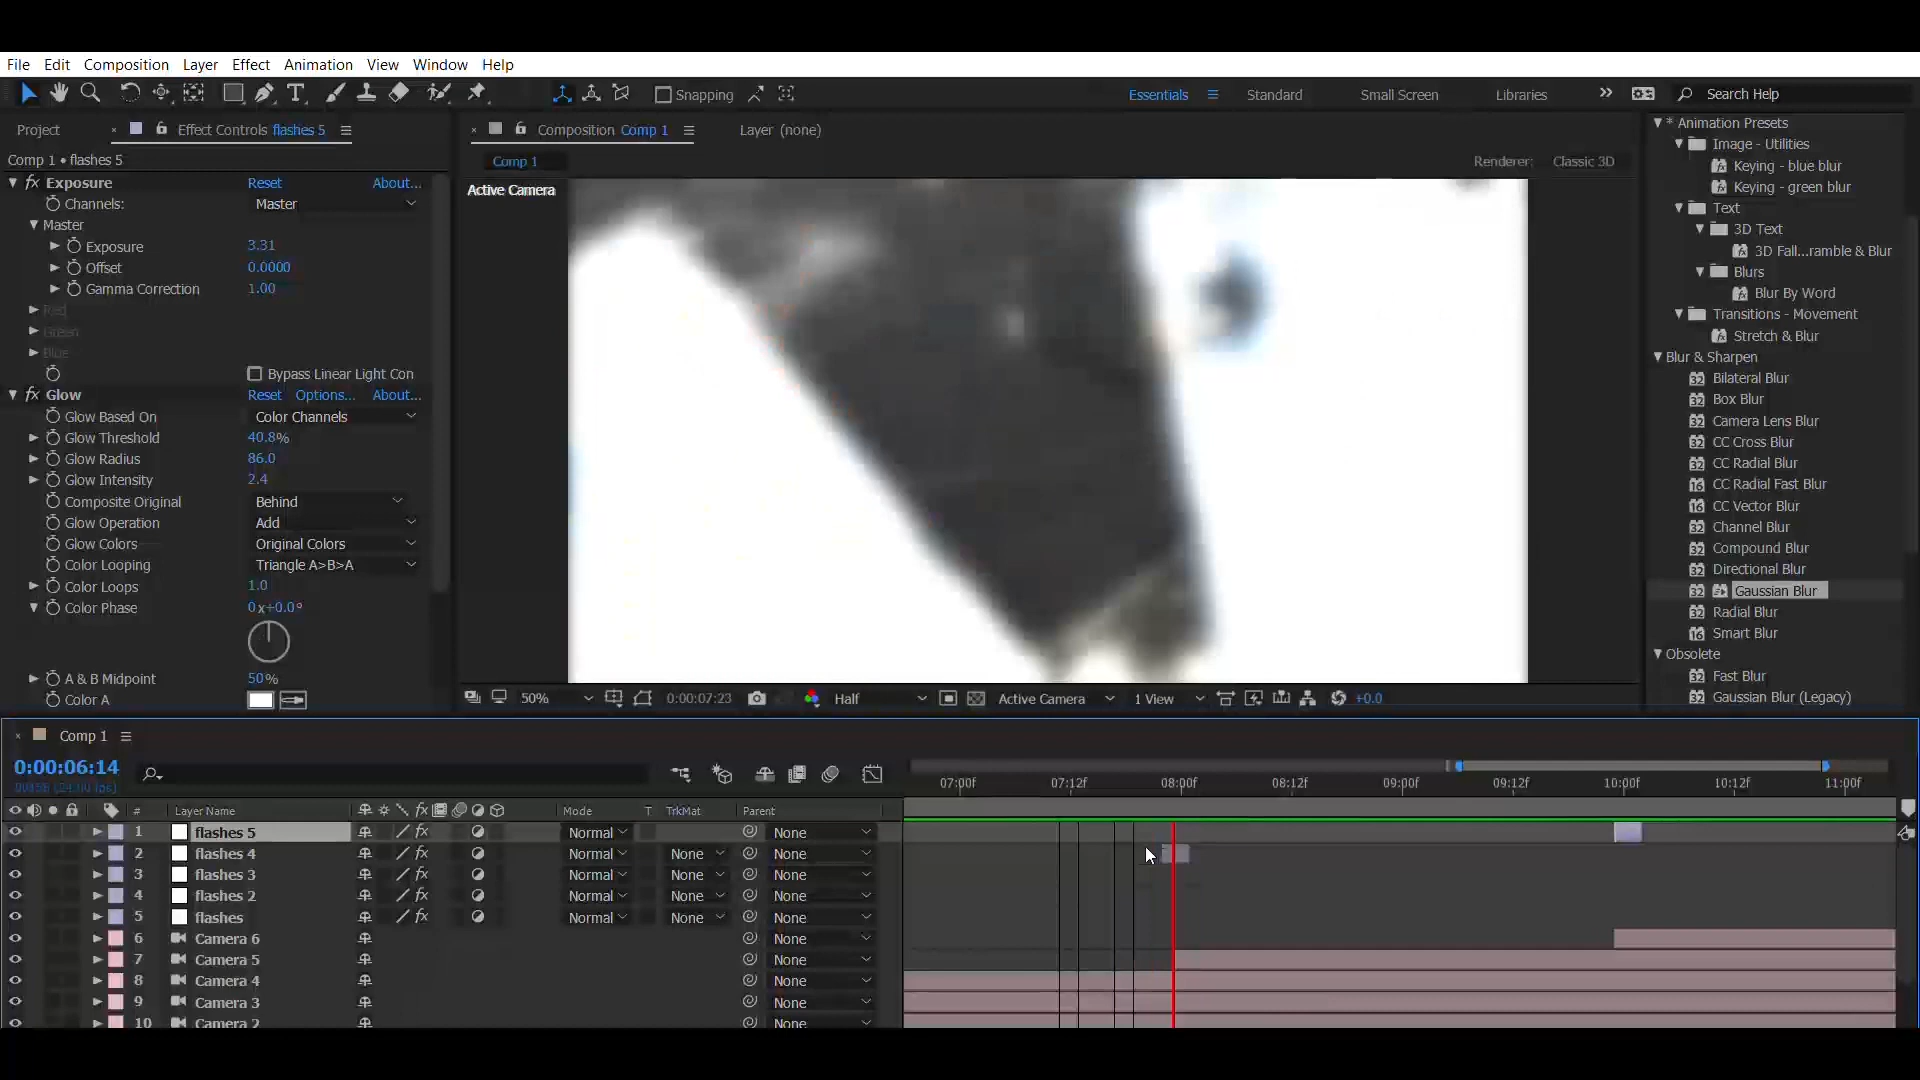 File Edit Composition Layer Effect Animation View Window Help
Snapping
Essentials Standard Small Screen Libraries Search Help
Project Effect Controls flashes 5
Comp 1 • flashes 5
fx Exposure Reset About...
Channels: Master
Master
Exposure 3.31
Offset 0.0000
Gamma Correction 1.00
Red
Green
Blue
Bypass Linear Light Con
fx Glow Reset Options... About...
Glow Based On Color Channels
Glow Threshold 40.8%
Glow Radius 86.0
Glow Intensity 2.4
Composite Original Behind
Glow Operation Add
Glow Colors Original Colors
Color Looping Triangle A>B>A
Color Loops 1.0
Color Phase 0x+0.0°
A & B Midpoint 50%
Color A
Composition Comp 1 Layer (none)
Comp 1 Renderer: Classic 3D
Active Camera
50% 0:00:07:23 Half Active Camera 1 View +0.0
* Animation Presets
Image - Utilities
Keying - blue blur
Keying - green blur
Text
3D Text
3D Fall...ramble & Blur
Blurs
Blur By Word
Transitions - Movement
Stretch & Blur
Blur & Sharpen
Bilateral Blur
Box Blur
Camera Lens Blur
CC Cross Blur
CC Radial Blur
CC Radial Fast Blur
CC Vector Blur
Channel Blur
Compound Blur
Directional Blur
Gaussian Blur
Radial Blur
Smart Blur
Obsolete
Fast Blur
Gaussian Blur (Legacy)
Comp 1
0:00:06:14
07:00f 07:12f 08:00f 08:12f 09:00f 09:12f 10:00f 10:12f 11:00f
# Layer Name fx Mode T TrkMat Parent
1 flashes 5 fx Normal None
2 flashes 4 fx Normal None None
3 flashes 3 fx Normal None None
4 flashes 2 fx Normal None None
5 flashes fx Normal None None
6 Camera 6 None
7 Camera 5 None
8 Camera 4 None
9 Camera 3 None
10 Camera 2 None